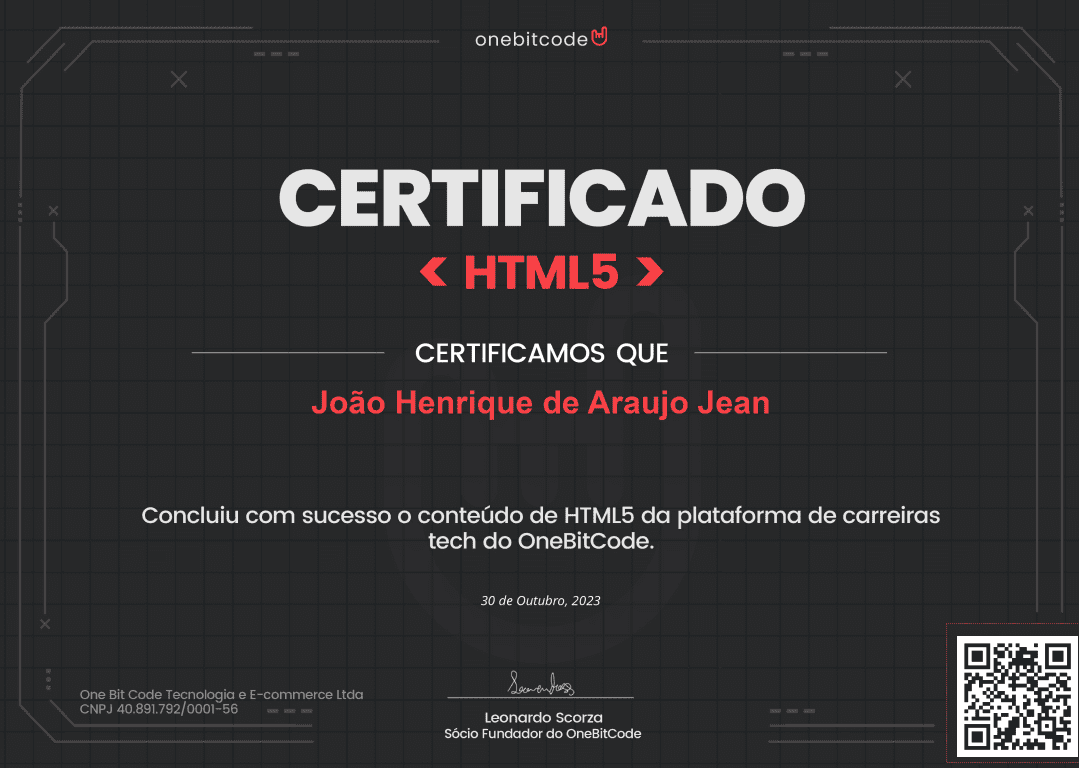 onebitcode
CERTIFICADO
< HTML5 >
CERTIFICAMOS QUE
João Henrique de Araujo Jean
Concluiu com sucesso o conteúdo de HTML5 da plataforma de carreiras
tech do OneBitCode.
30 de Outubro, 2023
One Bit Code Tecnologia e E-commerce Ltda
CNPJ 40.891.792/0001-56
Leonardo Scorza
Sócio Fundador do OneBitCode